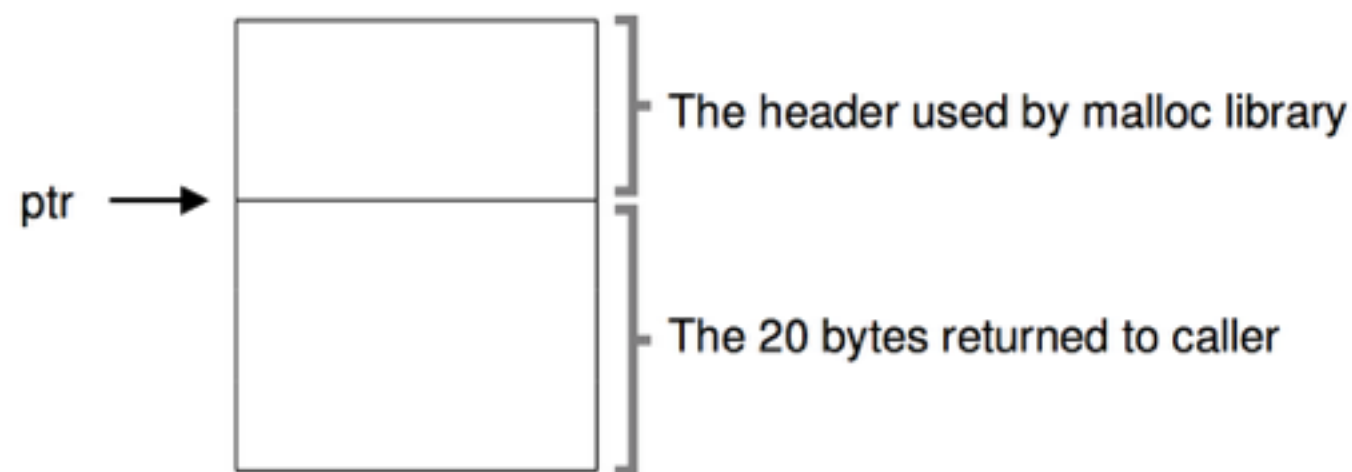 The header used by malloc library
ptr
The 20 bytes returned to caller